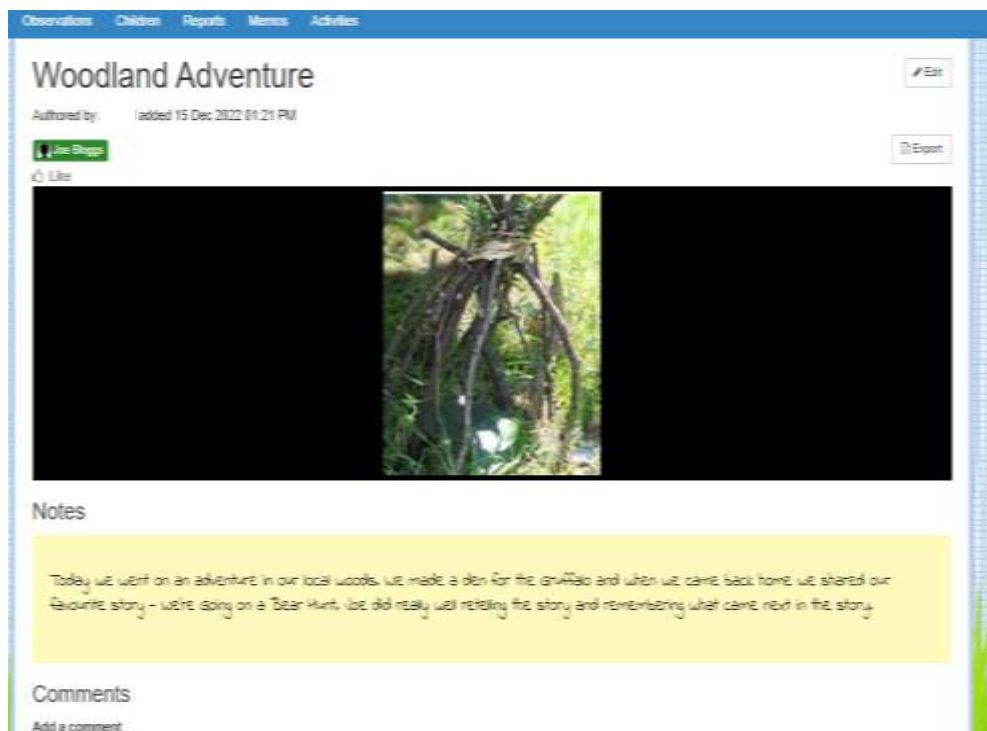 Observations Children Reports Memos Activities
Woodland Adventure
Edit
Authored by added 15 Dec 2022 01:21 PM
Joe Bloggs
Export
Like
Notes
Today we went on an adventure in our local woods. we made a den for the Gruffalo and when we came back home we shared our
favourite story - we're going on a Bear Hunt. Joe did really well retelling the story and remembering what came next in the story.
Comments
Add a comment